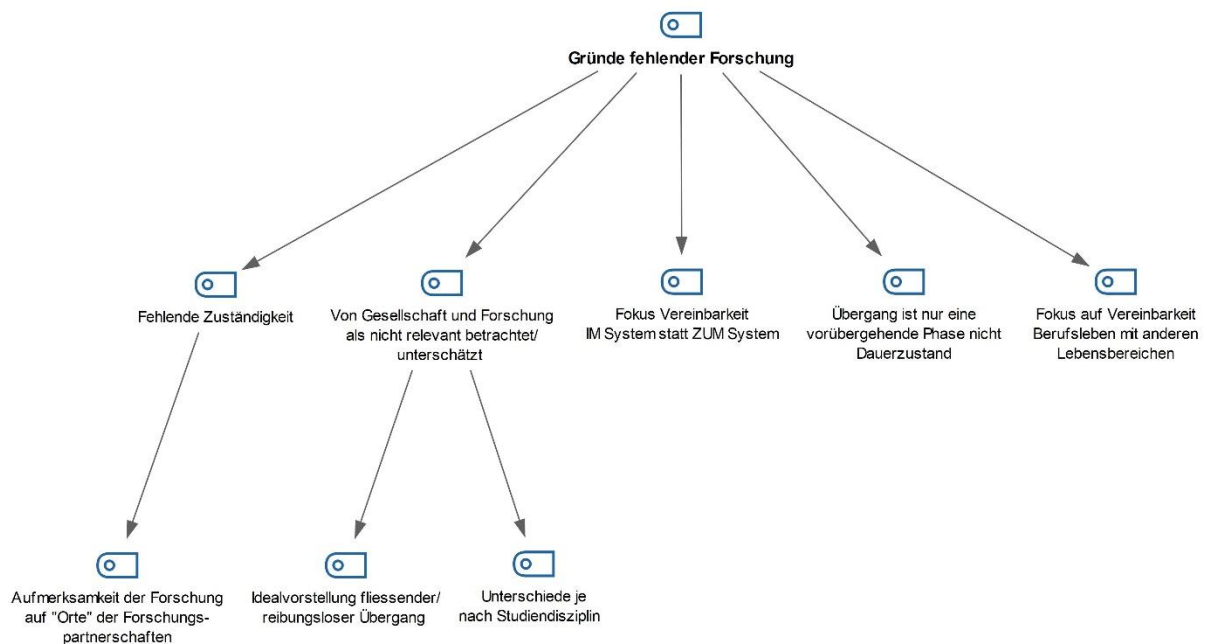 Gründe fehlender Forschung
Fehlende Zuständigkeit
Von Gesellschaft und Forschung
als nicht relevant betrachtet/
unterschätzt
Fokus Vereinbarkeit
IM System statt ZUM System
Übergang ist nur eine
vorübergehende Phase nicht
Dauerzustand
Fokus auf Vereinbarkeit
Berufsleben mit anderen
Lebensbereichen
Aufmerksamkeit der Forschung
auf "Orte" der Forschungs-
partnerschaften
Idealvorstellung fliessender/
reibungsloser Übergang
Unterschiede je
nach Studiendisziplin